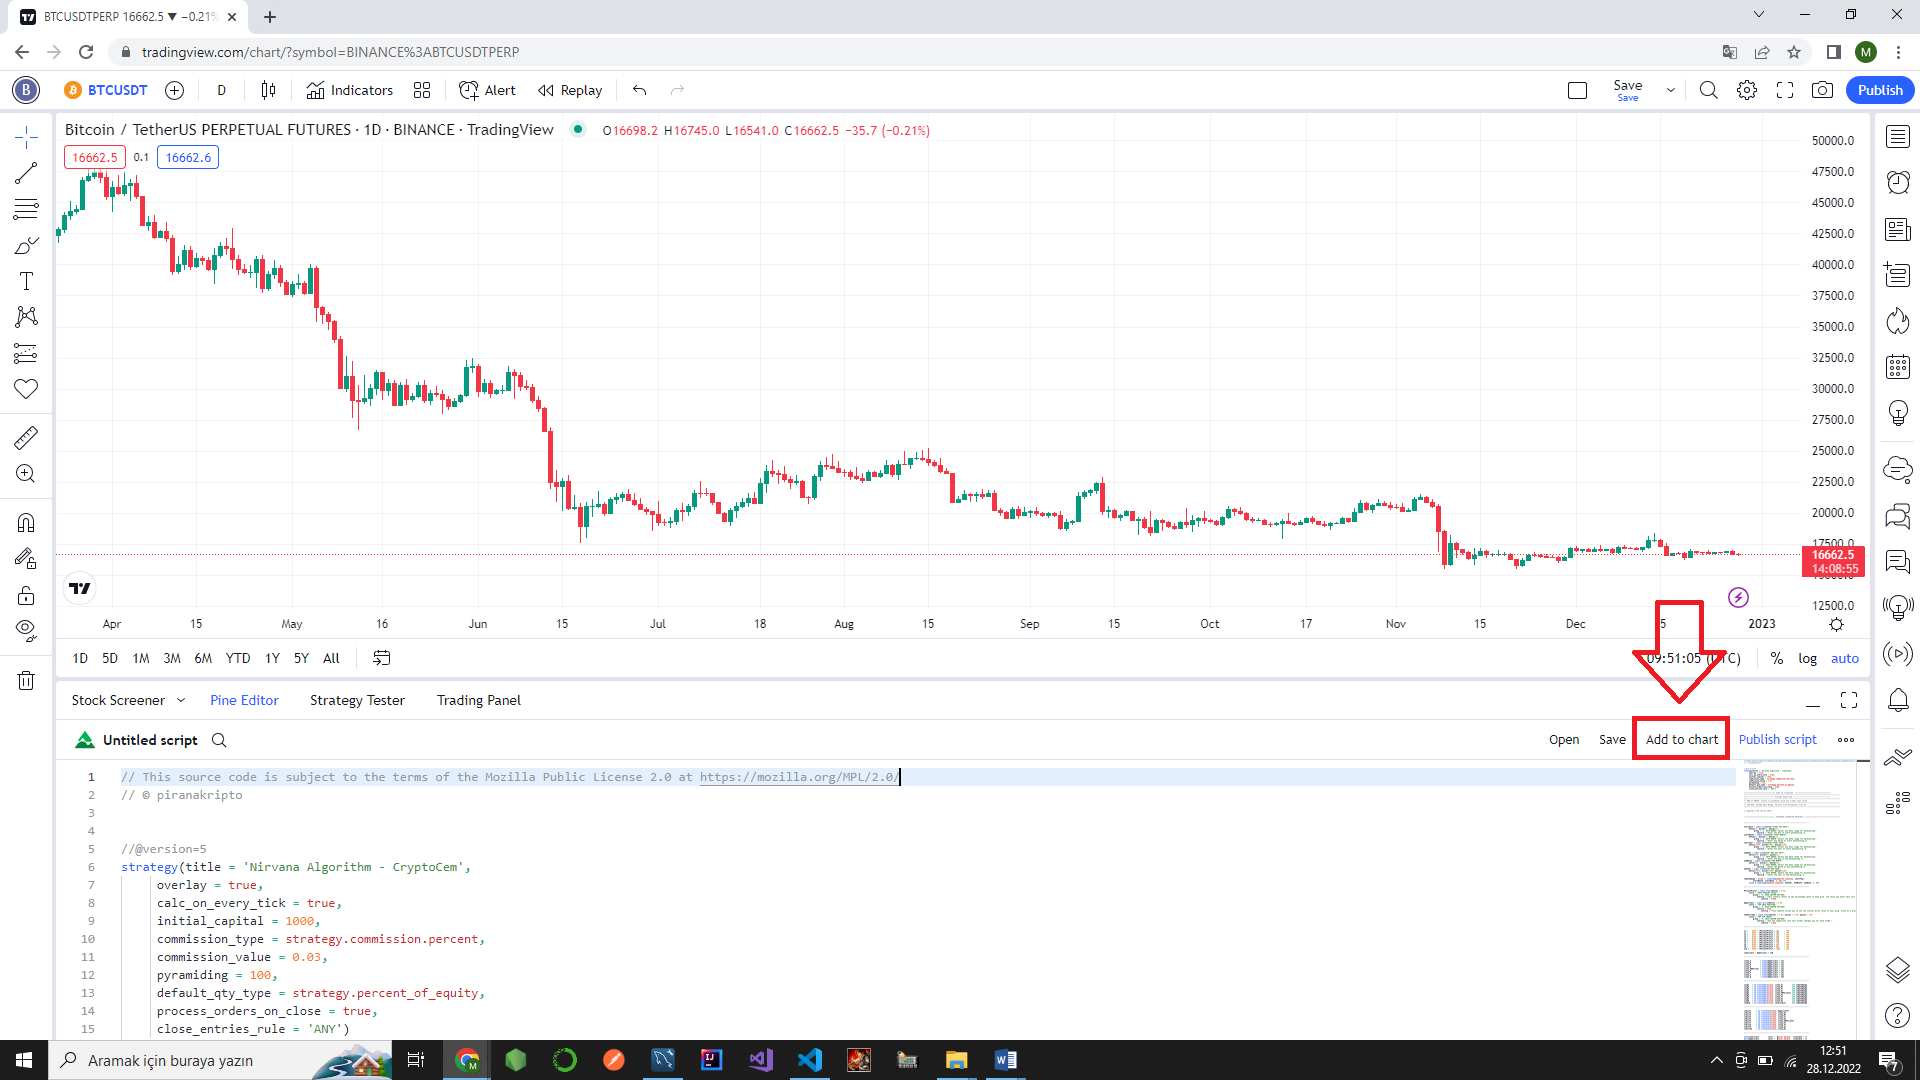 BTCUSDTPERP 16662.5 ▼ −0.21%
tradingview.com/chart/?symbol=BINANCE%3ABTCUSDTPERP
M
B
BTCUSDT
D
Indicators
Alert
Replay
Save
Save
Publish
Bitcoin / TetherUS PERPETUAL FUTURES · 1D · BINANCE · TradingView
O16698.2 H16745.0 L16541.0 C16662.5 −35.7 (−0.21%)
16662.5 0.1 16662.6
50000.0
47500.0
45000.0
42500.0
40000.0
37500.0
35000.0
32500.0
30000.0
27500.0
25000.0
22500.0
20000.0
17500.0
16662.5
14:08:55
12500.0
Apr 15 May 16 Jun 15 Jul 18 Aug 15 Sep 15 Oct 17 Nov 15 Dec 2023
1D 5D 1M 3M 6M YTD 1Y 5Y All
09:51:05 (UTC) % log auto
Stock Screener Pine Editor Strategy Tester Trading Panel
Untitled script
Open Save Add to chart Publish script
1 // This source code is subject to the terms of the Mozilla Public License 2.0 at https://mozilla.org/MPL/2.0/
2 // © piranakripto
3
4
5 //@version=5
6 strategy(title = 'Nirvana Algorithm - CryptoCem',
7 overlay = true,
8 calc_on_every_tick = true,
9 initial_capital = 1000,
10 commission_type = strategy.commission.percent,
11 commission_value = 0.03,
12 pyramiding = 100,
13 default_qty_type = strategy.percent_of_equity,
14 process_orders_on_close = true,
15 close_entries_rule = 'ANY')
Aramak için buraya yazın
12:51
28.12.2022
7